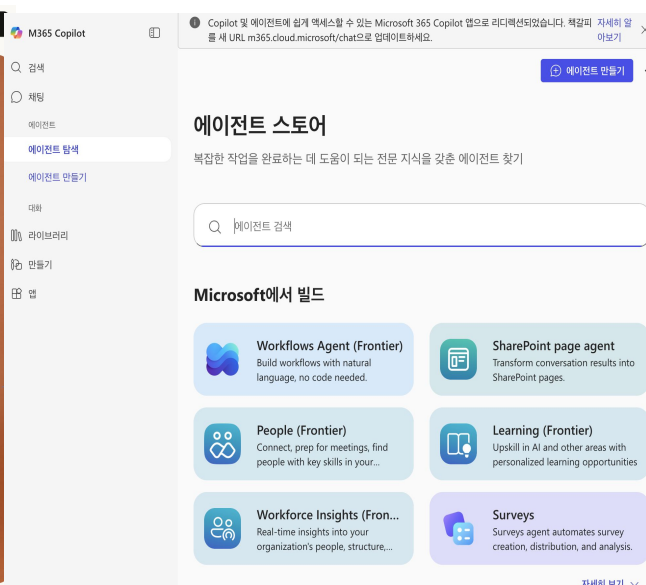 M365 Copilot
Copilot 및 에이전트에 쉽게 액세스할 수 있는 Microsoft 365 Copilot 앱으로 리디렉션되었습니다. 책갈피
를 새 URL m365.cloud.microsoft/chat으로 업데이트하세요.
자세히 알
아보기
검색
채팅
에이전트
에이전트 탐색
에이전트 만들기
대화
라이브러리
만들기
앱
에이전트 만들기
에이전트 스토어
복잡한 작업을 완료하는 데 도움이 되는 전문 지식을 갖춘 에이전트 찾기
에이전트 검색
Microsoft에서 빌드
Workflows Agent (Frontier)
Build workflows with natural
language, no code needed.
SharePoint page agent
Transform conversation results into
SharePoint pages.
People (Frontier)
Connect, prep for meetings, find
people with key skills in your...
Learning (Frontier)
Upskill in AI and other areas with
personalized learning opportunities
Workforce Insights (Fron...
Real-time insights into your
organization's people, structure,...
Surveys
Surveys agent automates survey
creation, distribution, and analysis.
자세히 보기